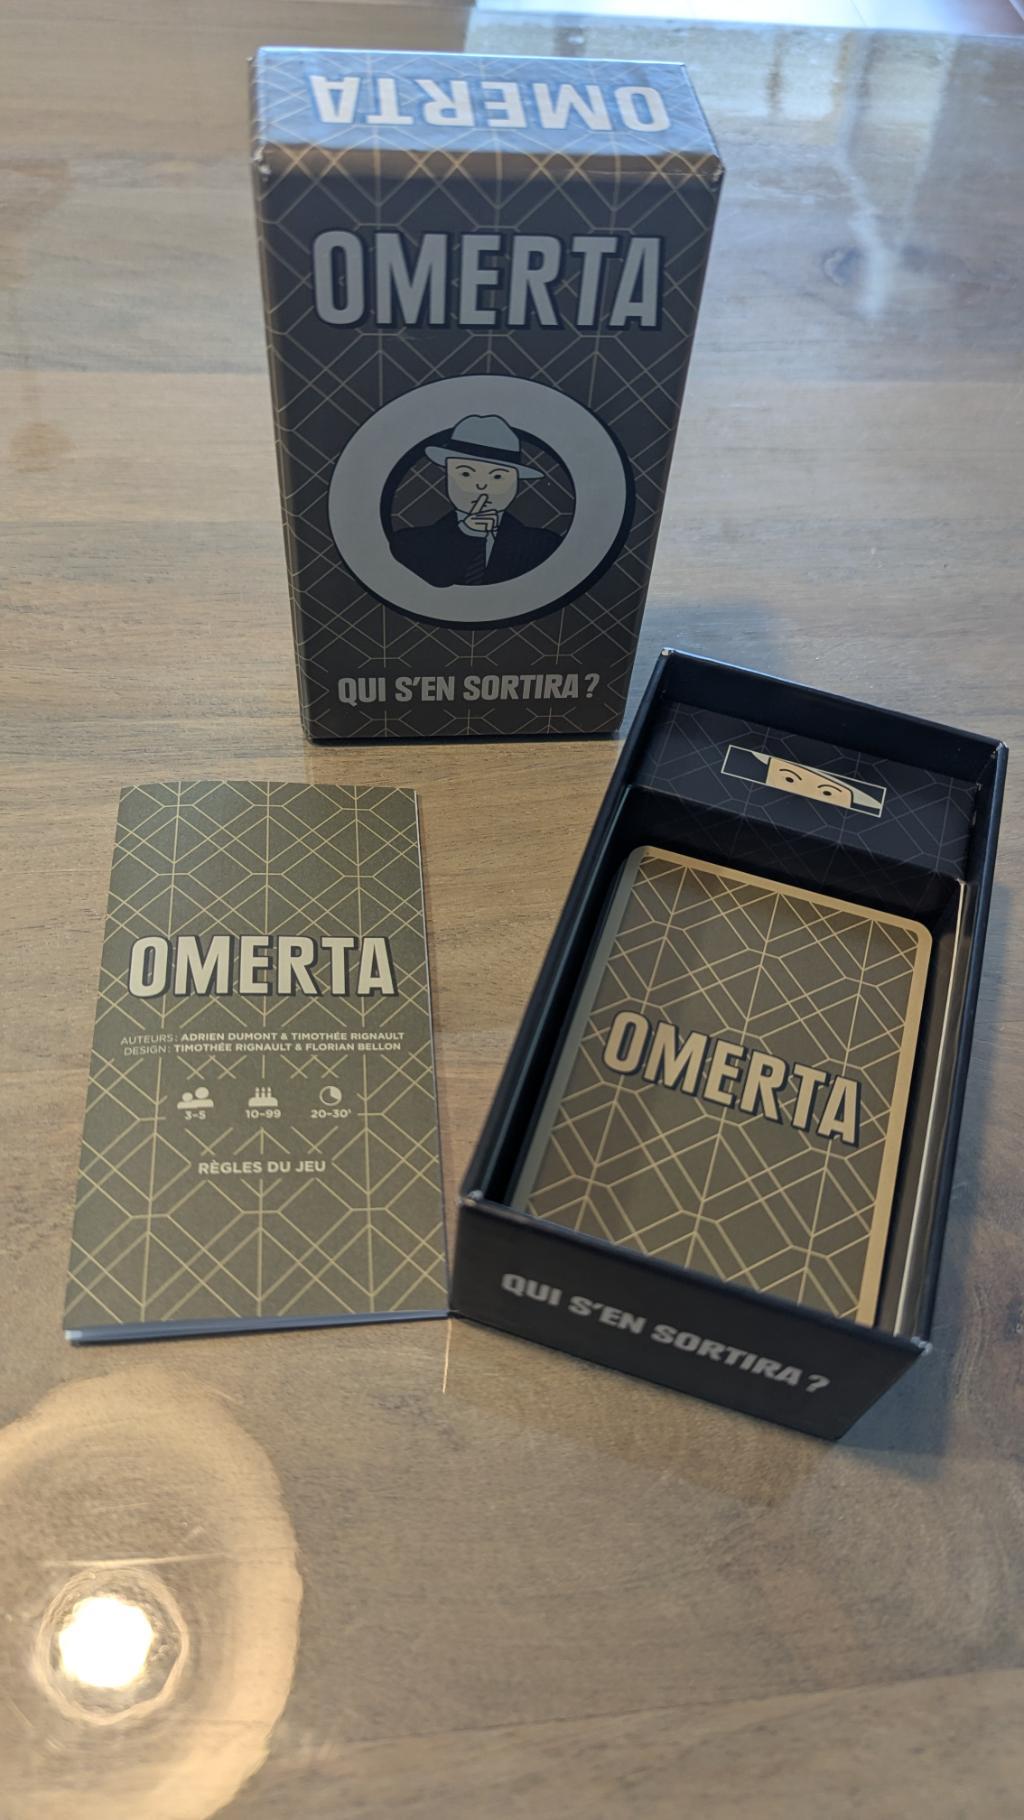 OMERTA
OMERTA
QUI S'EN SORTIRA ?
OMERTA
AUTEURS : ADRIEN DUMONT & TIMOTHÉE RIGNAULT
DESIGN : TIMOTHÉE RIGNAULT & FLORIAN BELLON
3-5 10-99 20-30'
RÈGLES DU JEU
OMERTA
QUI S'EN SORTIRA ?